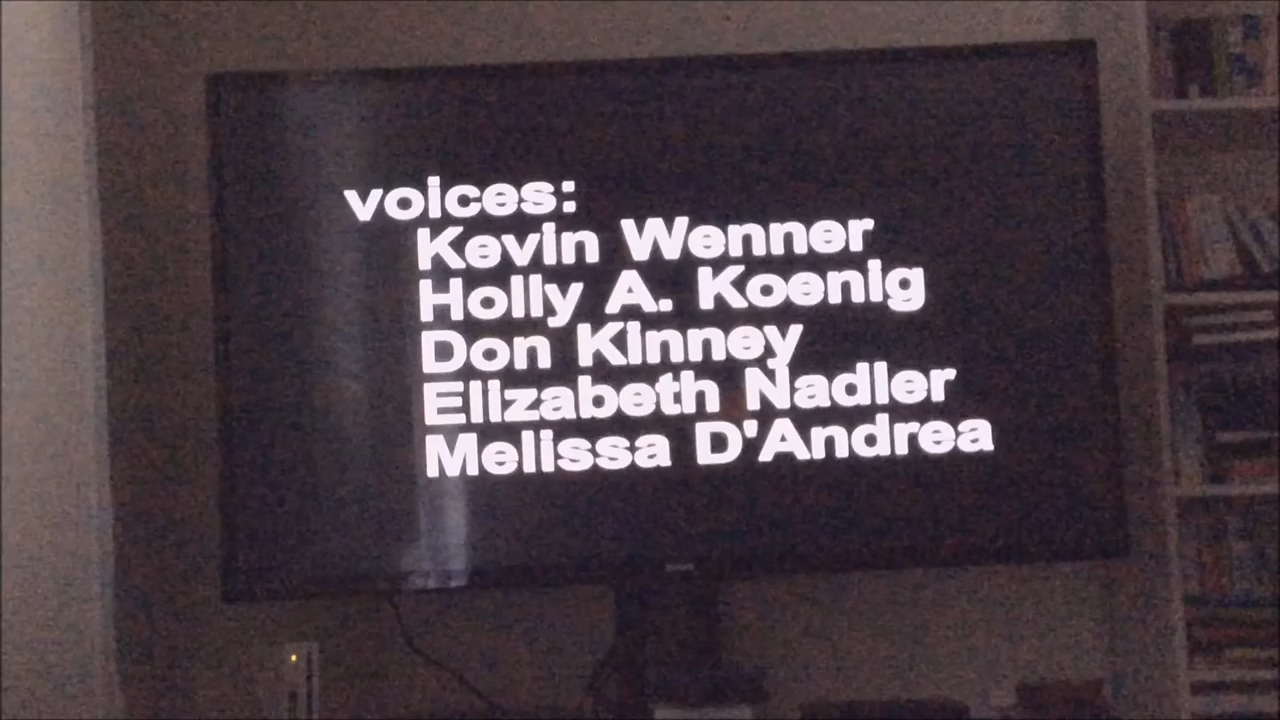 voices:
Kevin Wenner
Holly A. Koenig
Don Kinney
Elizabeth Nadler
Melissa D'Andrea